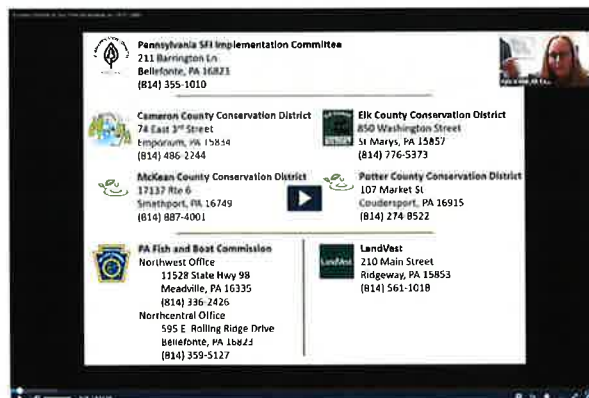 Pennsylvania SFI Implementation Committee
211 Barrington Ln
Bellefonte, PA 16823
(814) 355-1010
Cameron County Conservation District
74 East 3rd Street
Emporium, PA 15834
(814) 486-2244
Elk County Conservation District
850 Washington Street
St Marys, PA 15857
(814) 776-5373
McKean County Conservation District
17137 Rte 6
Smethport, PA 16749
(814) 887-4001
Potter County Conservation District
107 Market St
Coudersport, PA 16915
(814) 274-8522
PA Fish and Boat Commission
Northwest Office
11528 State Hwy 98
Meadville, PA 16335
(814) 336-2426
Northcentral Office
595 E Rolling Ridge Drive
Bellefonte, PA 16823
(814) 359-5127
LandVest
LandVest
210 Main Street
Ridgeway, PA 15853
(814) 561-1018